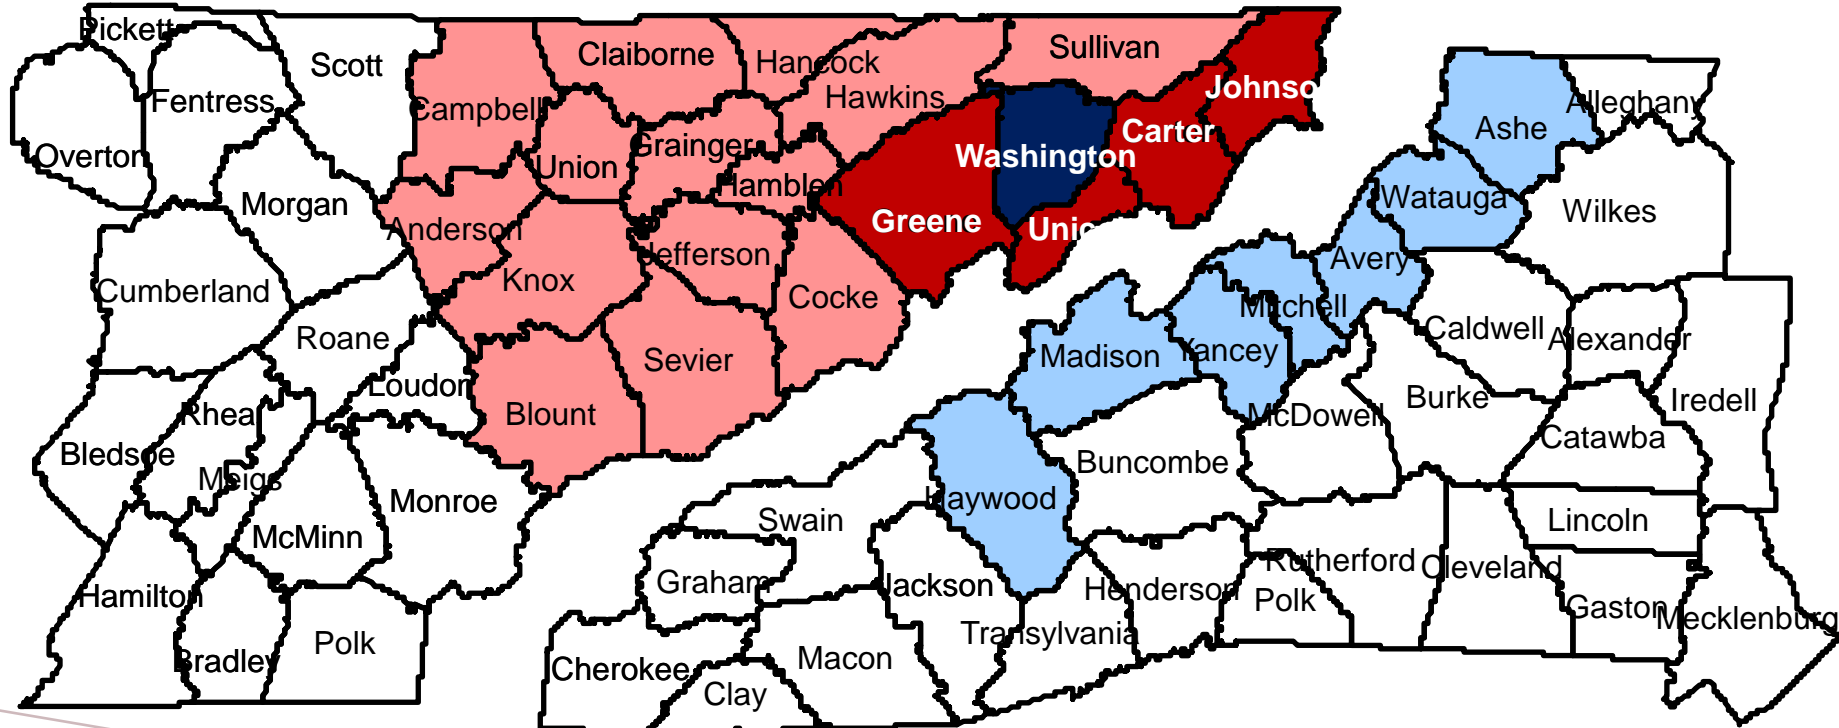 Pickett
Scott
Claiborne
Hancock
Sullivan
Fentress
Campbell
Hawkins
Johnso
Alleghany
Overton
Union
Grainger
Carter
Ashe
Washington
Hamblen
Morgan
Anderson
Greene
Unic
Watauga
Wilkes
Jefferson
Knox
Cocke
Avery
Cumberland
Mitchell
Roane
Sevier
Madison
Yancey
Caldwell
Alexander
Loudon
Rhea
Blount
McDowell
Burke
Iredell
Bledsoe
Meigs
Monroe
Buncombe
Catawba
Haywood
McMinn
Swain
Lincoln
Hamilton
Graham
Jackson
Henderson
Rutherford
Cleveland
Polk
Gaston
Mecklenburg
Bradley
Polk
Cherokee
Clay
Macon
Transylvania